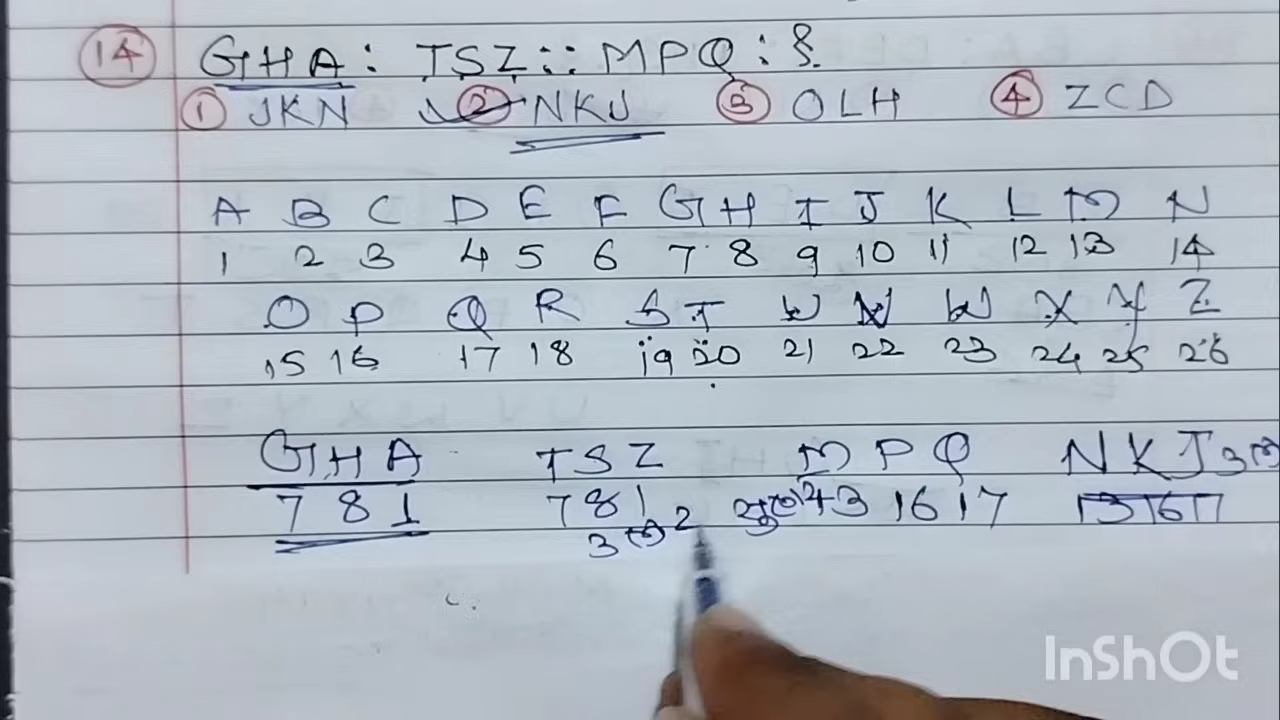 14 GHA : TSZ :: MPQ : ?
1 JKN 2 NKJ 3 OLH 4 ZCD
A B C D E F G H I J K L M N
1 2 3 4 5 6 7 8 9 10 11 12 13 14
O P Q R S T U V W X Y Z
15 16 17 18 19 20 21 22 23 24 25 26
GHA TSZ MPQ NKJ
7 8 1 7 8 1 16 17 13 16 17
InShOt